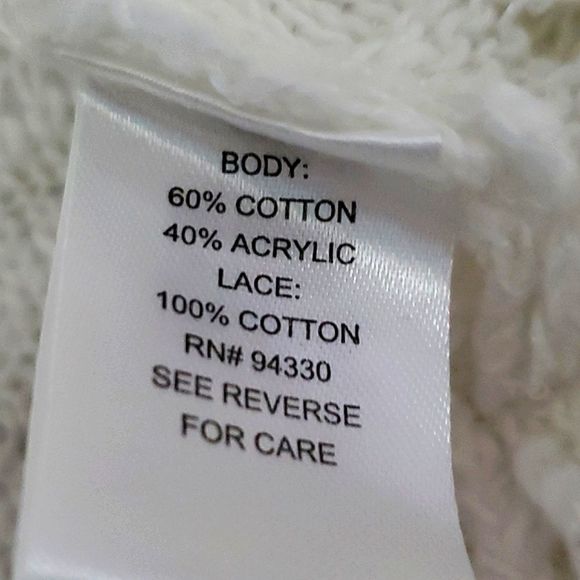 BODY:
60% COTTON
40% ACRYLIC
LACE:
100% COTTON
RN# 94330
SEE REVERSE
FOR CARE